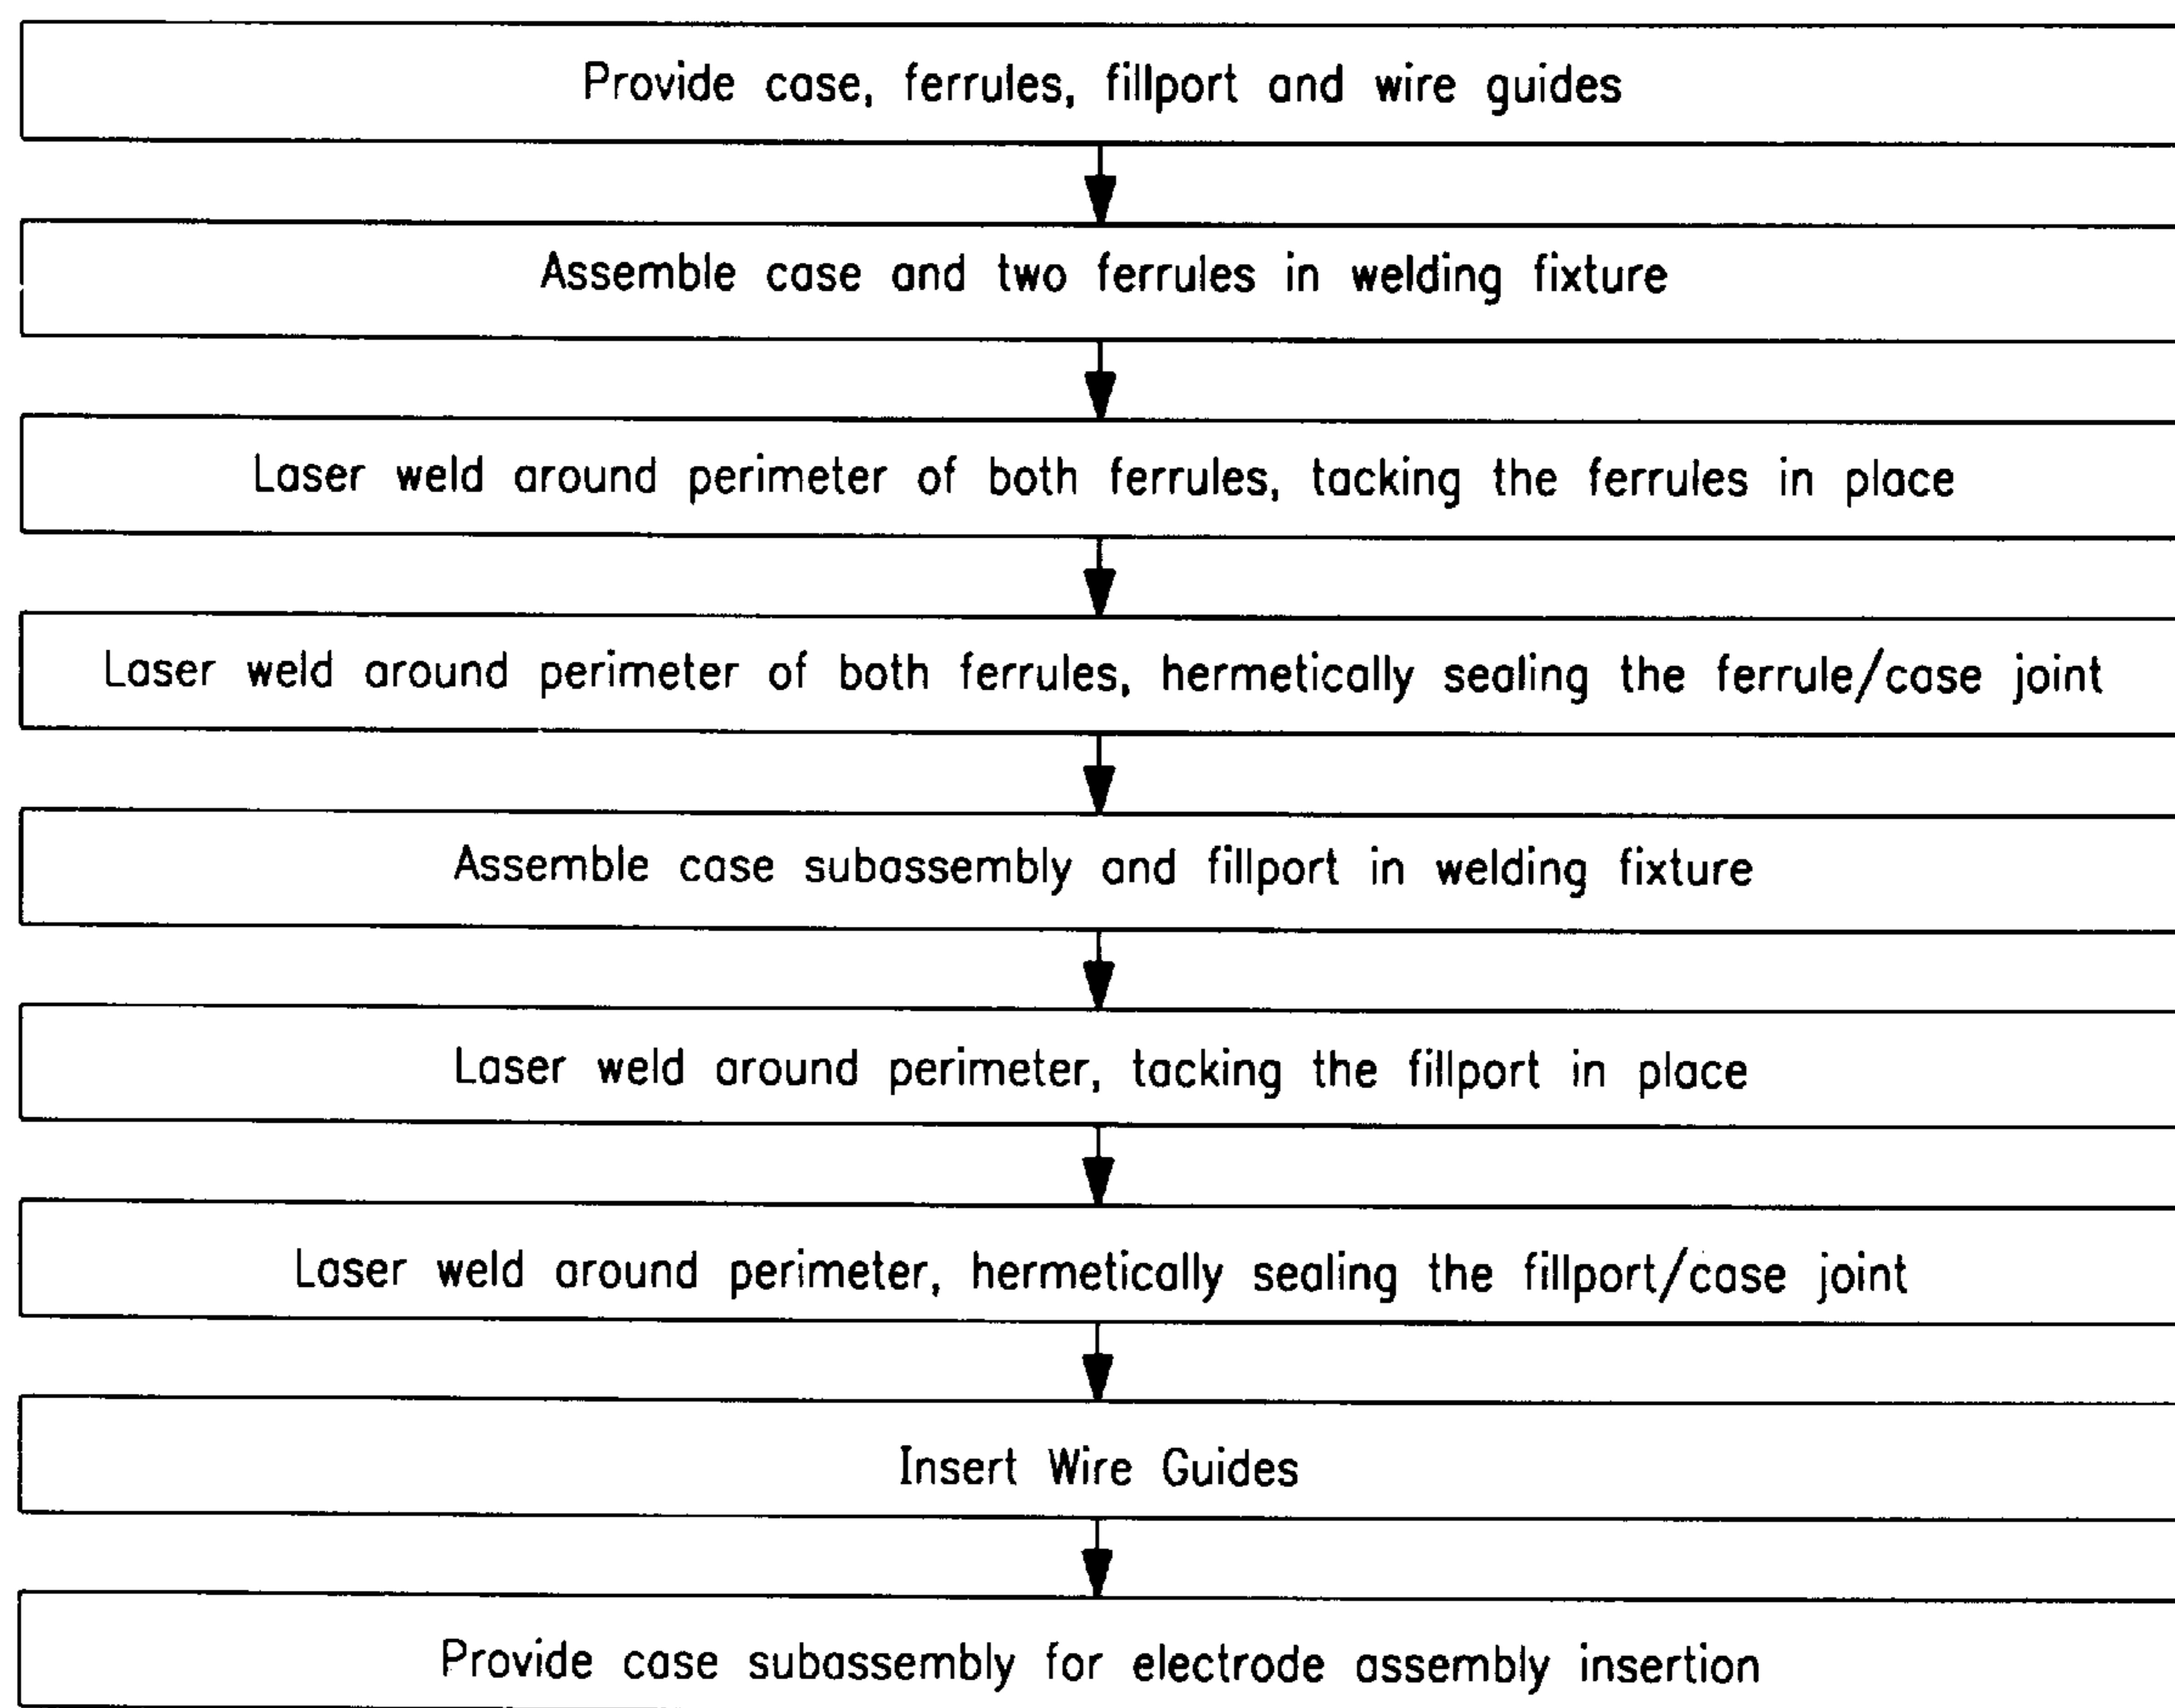 Provide case, ferrules, fillport and wire guides
Assemble case and two ferrules in welding fixture
Laser weld around perimeter of both ferrules, tacking the ferrules in place
Laser weld around perimeter of both ferrules, hermetically sealing the ferrule/case joint
Assemble case subassembly and fillport in welding fixture
Laser weld around perimeter, tacking the fillport in place
Laser weld around perimeter, hermetically sealing the fillport/case joint
Insert Wire Guides
Provide case subassembly for electrode assembly insertion